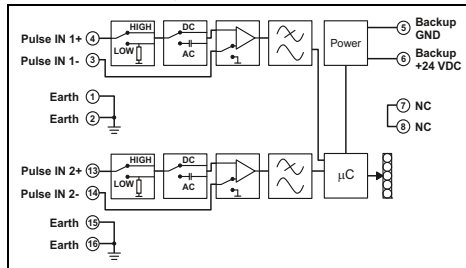 Pulse IN 1+ 4 HIGH LOW DC AC Power 5 Backup GND
Pulse IN 1- 3 6 Backup +24 VDC
Earth 1 7 NC
Earth 2 8 NC
Pulse IN 2+ 13 HIGH LOW DC AC µC
Pulse IN 2- 14
Earth 15
Earth 16